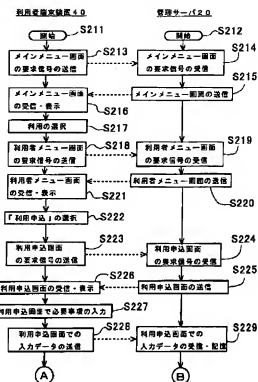 利用者端末装置40
管理サーバ20
S211
S212
開始
開始
S213
S214
メインメニュー画面
の要求信号の送信
メインメニュー画面
の要求信号の受信
S215
メインメニュー画面
の受信・表示
メインメニュー画面の送信
S216
S217
利用の選択
S218
S219
利用者メニュー画面
の要求信号の送信
利用者メニュー画面
の要求信号の受信
利用者メニュー画面
の受信・表示
利用者メニュー画面の送信
S220
S221
S222
「利用申込」の選択
S223
S224
利用申込画面
の要求信号の送信
利用申込画面
の要求信号の受信
S225
S226
利用申込画面の受信・表示
利用申込画面の送信
S227
利用申込画面で必要事項の入力
S228
S229
利用申込画面での
入力データの送信
利用申込画面での
入力データの受信・記憶
A
B